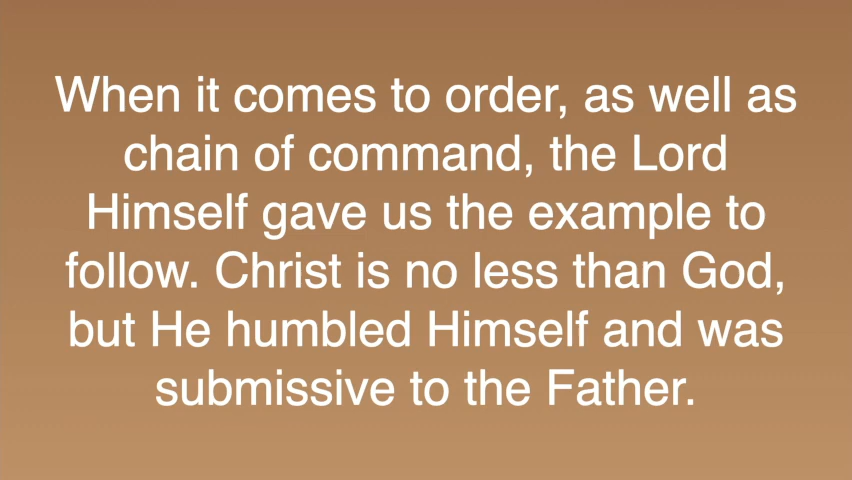 When it comes to order, as well as
chain of command, the Lord
Himself gave us the example to
follow. Christ is no less than God,
but He humbled Himself and was
submissive to the Father.